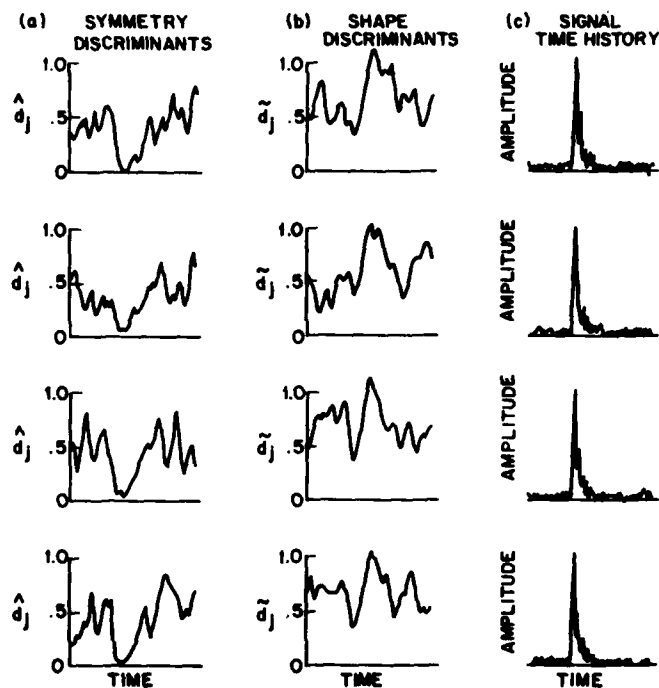 (a) SYMMETRY DISCRIMINANTS
(b) SHAPE DISCRIMINANTS
(c) SIGNAL TIME HISTORY
1.0
d̂j .5
0
1.0
d̃j .5
0
AMPLITUDE
1.0
d̂j .5
0
1.0
d̃j .5
0
AMPLITUDE
1.0
d̂j .5
0
1.0
d̃j .5
0
AMPLITUDE
1.0
d̂j .5
0
1.0
d̃j .5
0
AMPLITUDE
TIME
TIME
TIME